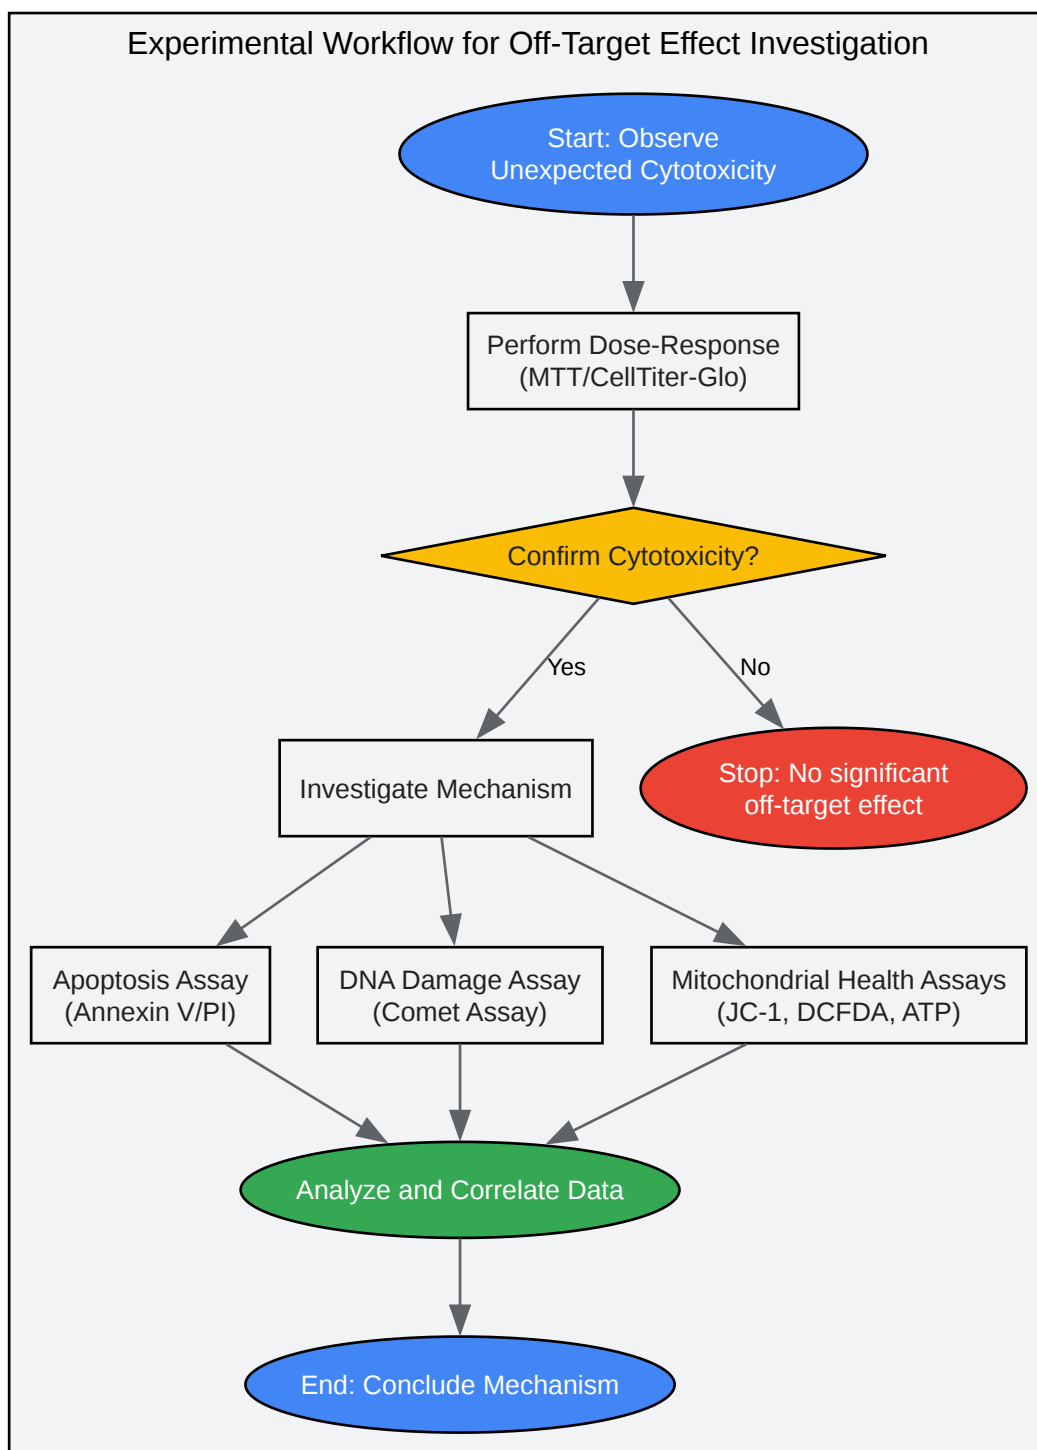 Experimental Workflow for Off-Target Effect Investigation
Start: Observe
Unexpected Cytotoxicity
Perform Dose-Response
(MTT/CellTiter-Glo)
Confirm Cytotoxicity?
Yes
No
Investigate Mechanism
Stop: No significant
off-target effect
Apoptosis Assay
(Annexin V/PI)
DNA Damage Assay
(Comet Assay)
Mitochondrial Health Assays
(JC-1, DCFDA, ATP)
Analyze and Correlate Data
End: Conclude Mechanism